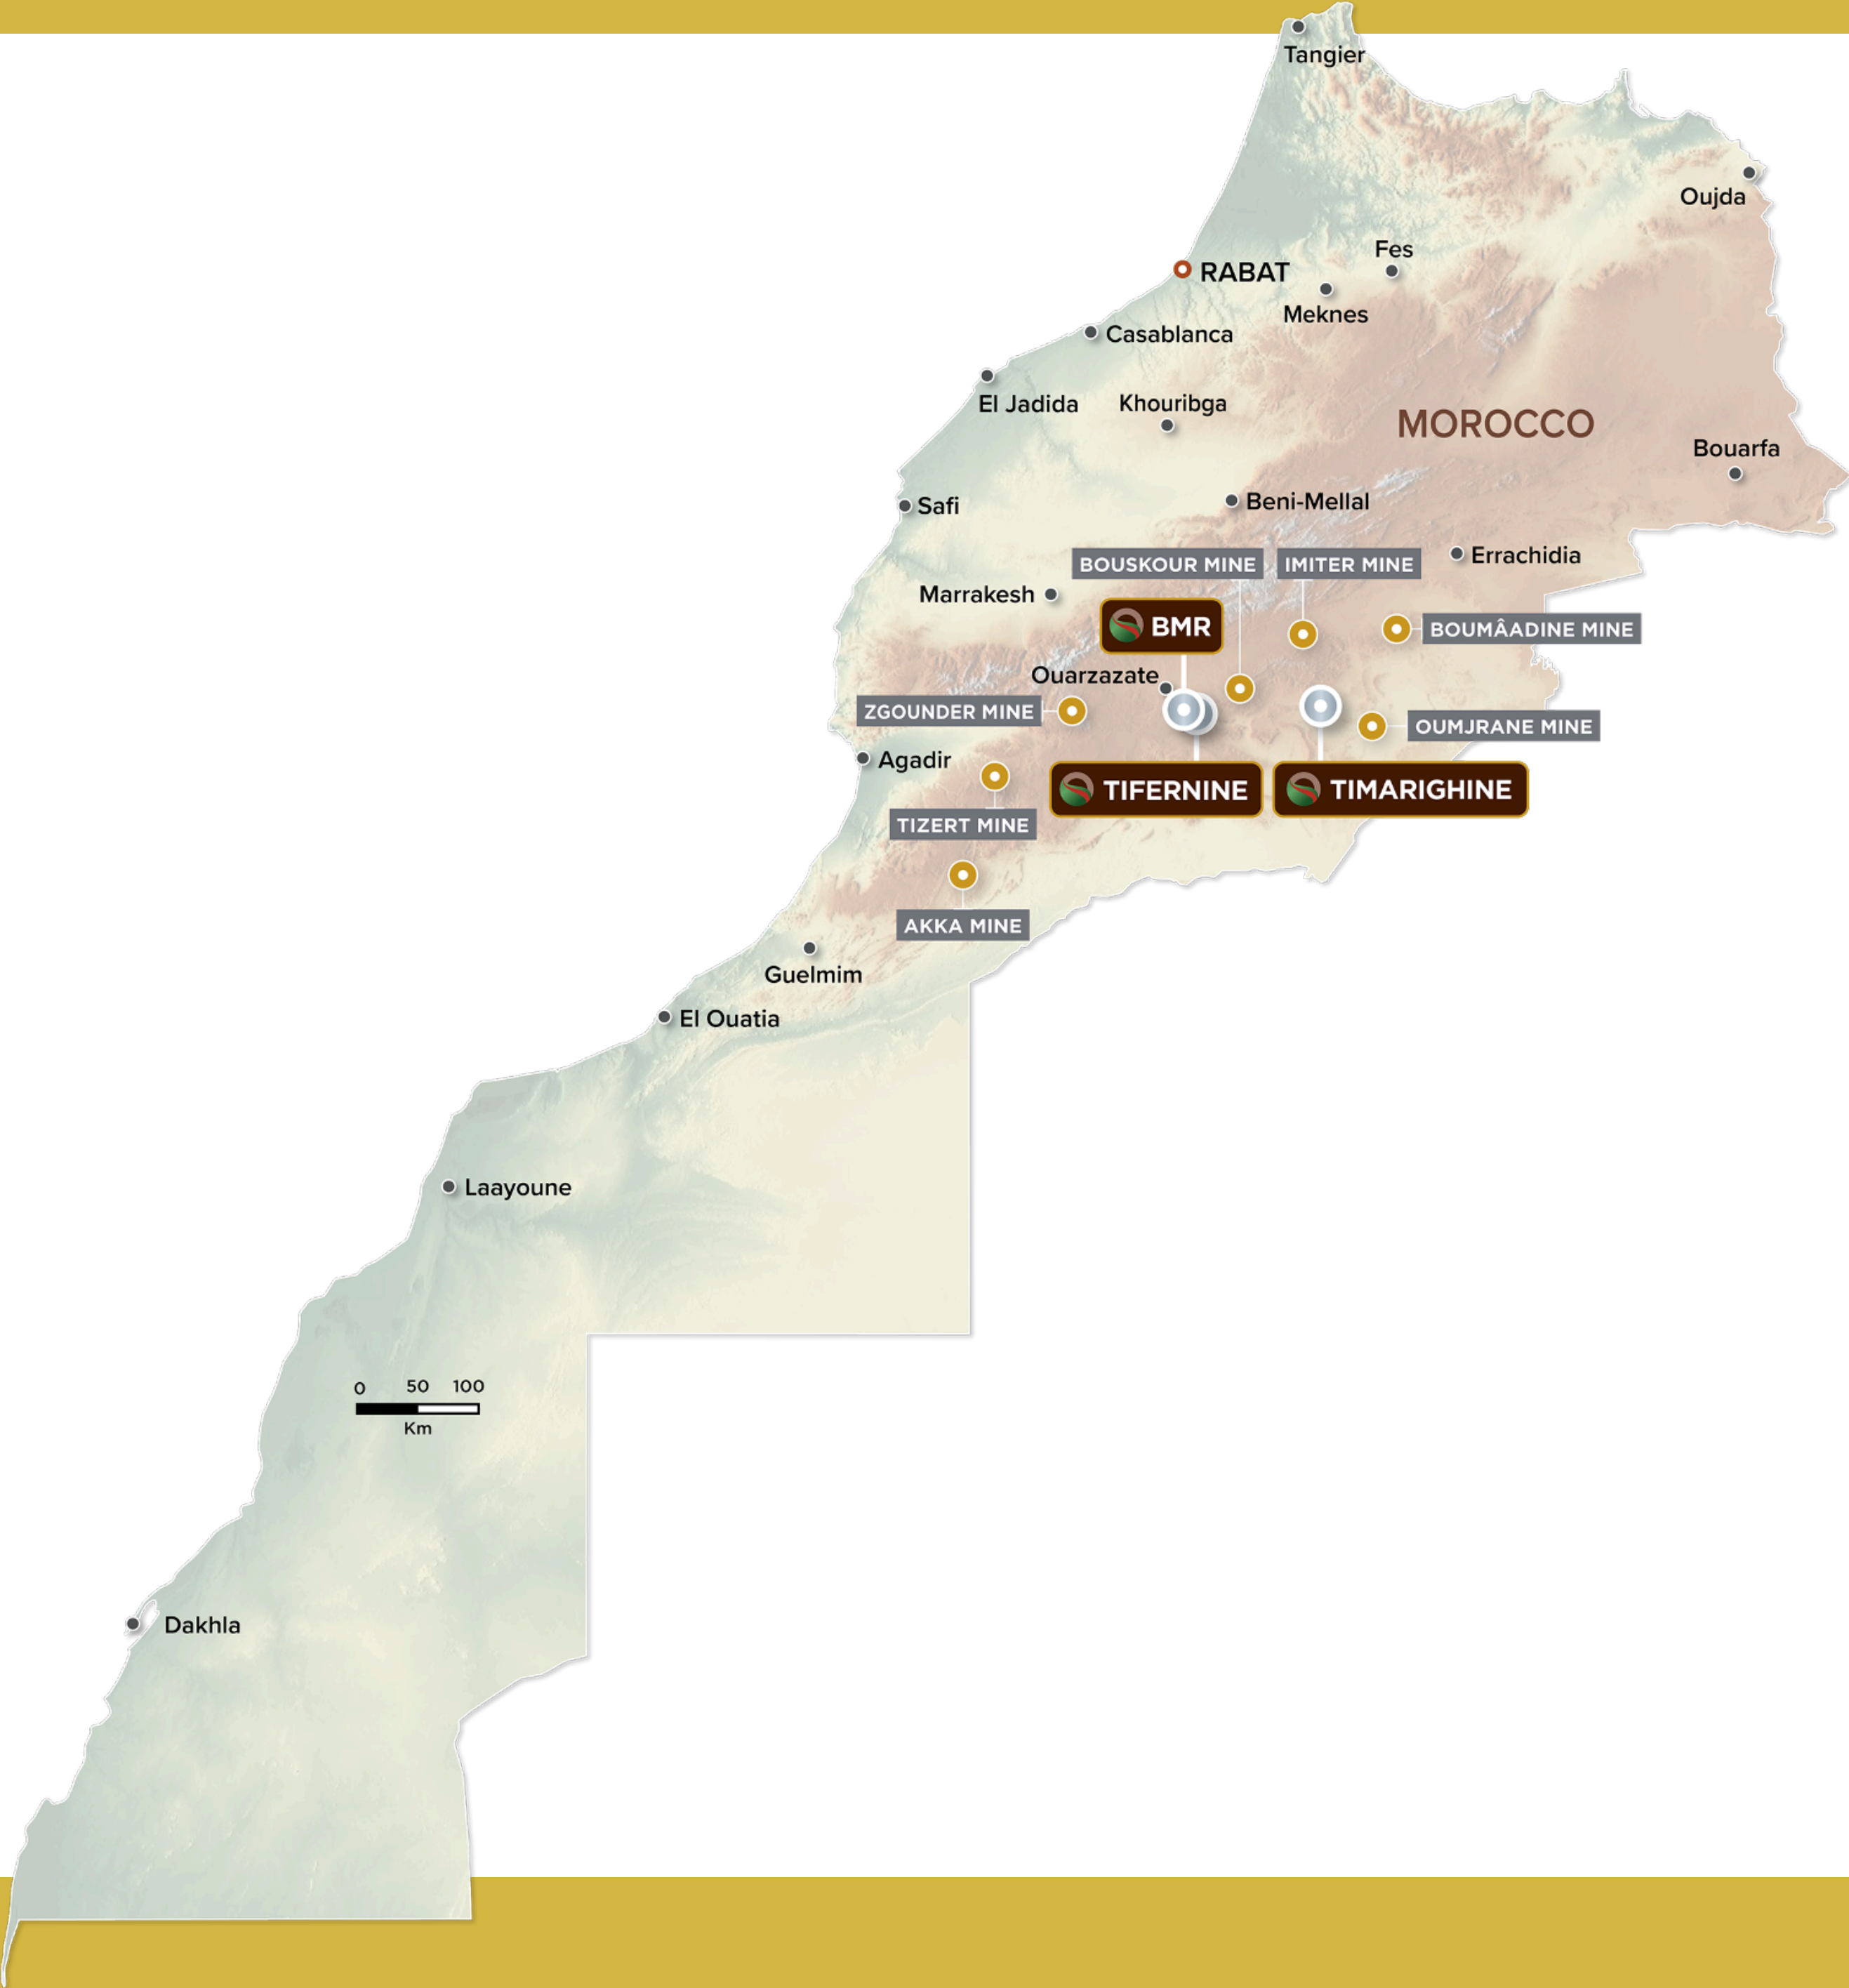 Tangier
Oujda
Fes
RABAT
Meknes
Casablanca
El Jadida
Khouribga
MOROCCO
Bouarfa
Safi
Beni-Mellal
Errachidia
BOUSKOUR MINE
IMITER MINE
Marrakesh
BMR
BOUMÂADINE MINE
Ouarzazate
ZGOUNDER MINE
OUMJRANE MINE
Agadir
TIFERNINE
TIMARIGHINE
TIZERT MINE
AKKA MINE
Guelmim
El Ouatia
Laayoune
0 50 100
Km
Dakhla